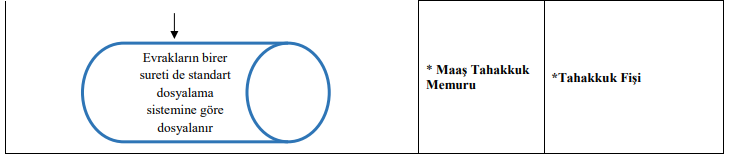 Evrakların birer
sureti de standart
dosyalama
sistemine göre
dosyalanır
* Maaş Tahakkuk
Memuru
*Tahakkuk Fişi